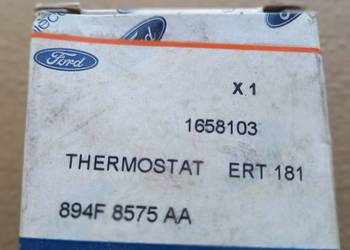 Ford
X 1
1658103
THERMOSTAT ERT 181
894F 8575 AA